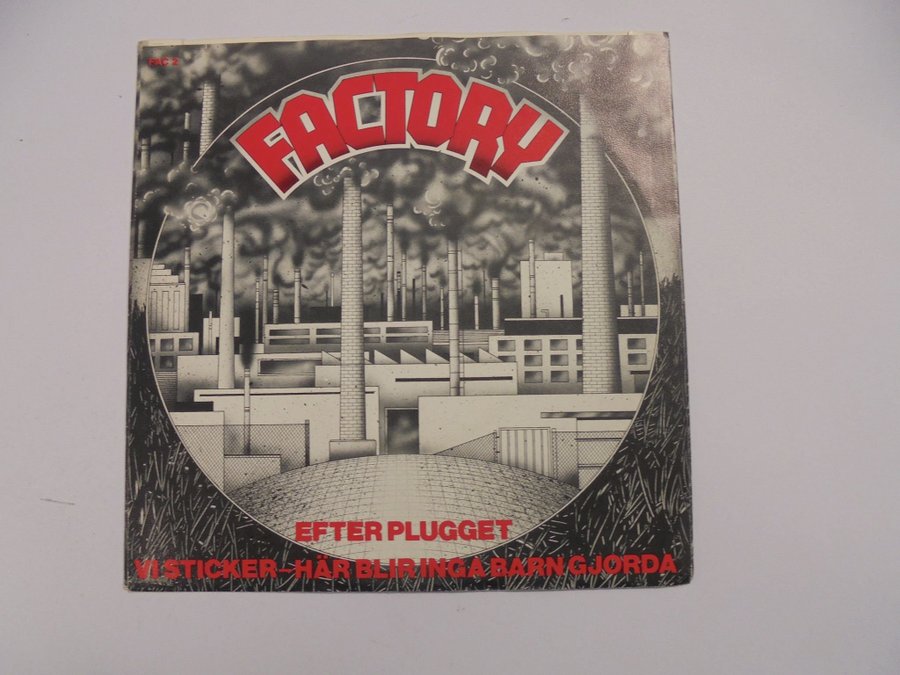 FAC 2
FACTORY
EFTER PLUGGET
VI STICKER–HÄR BLIR INGA BARN GJORDA